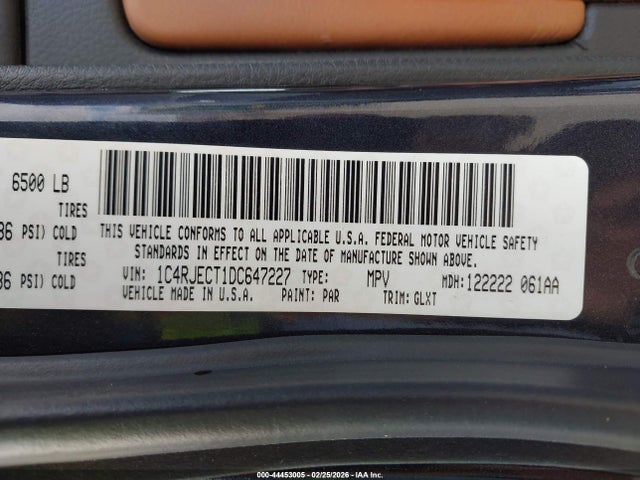 6500 LB
TIRES
36 PSI) COLD
THIS VEHICLE CONFORMS TO ALL APPLICABLE U.S.A. FEDERAL MOTOR VEHICLE SAFETY
STANDARDS IN EFFECT ON THE DATE OF MANUFACTURE SHOWN ABOVE.
TIRES
36 PSI) COLD
VIN: 1C4RJECT1DC647227 TYPE: MPV MDH: 122222 061AA
VEHICLE MADE IN U.S.A. PAINT: PAR TRIM: GLXT
000-44453005 - 02/25/2026 - IAA Inc.